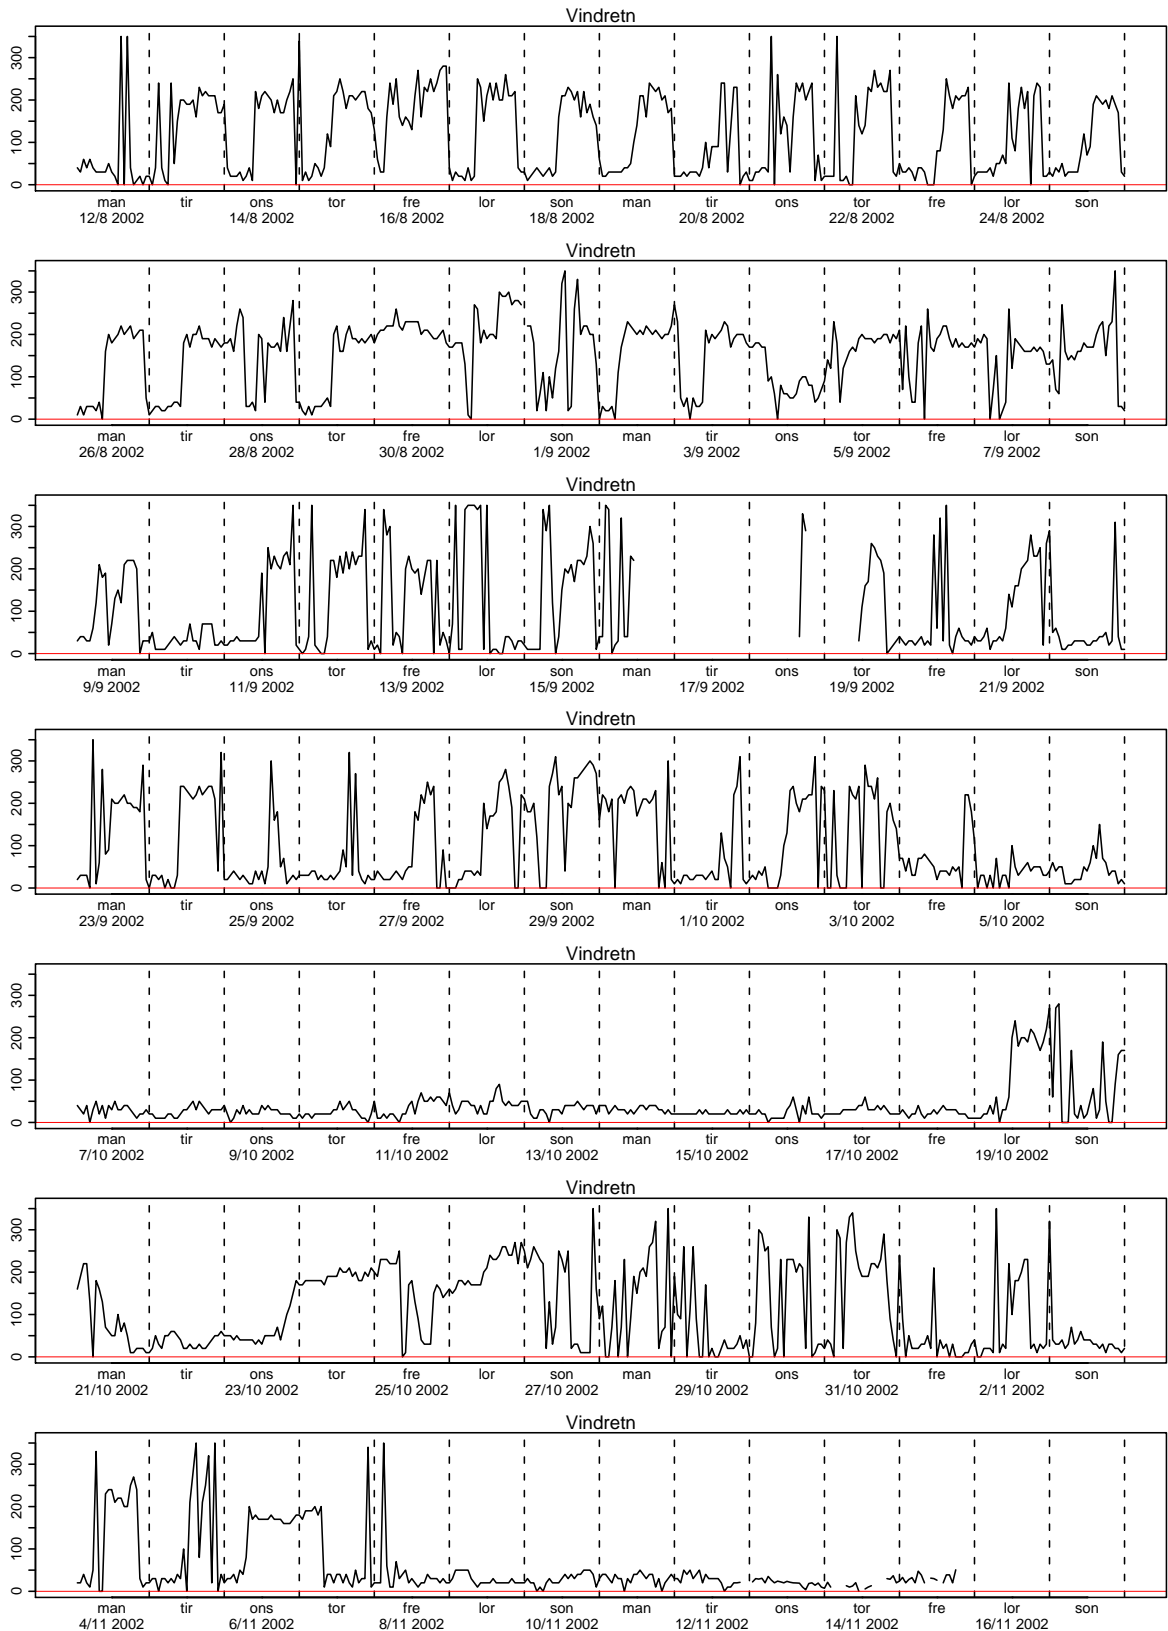 Vindretn
0 100 200 300
man tir ons tor fre lor son man tir ons tor fre lor son
12/8 2002 14/8 2002 16/8 2002 18/8 2002 20/8 2002 22/8 2002 24/8 2002
Vindretn
0 100 200 300
man tir ons tor fre lor son man tir ons tor fre lor son
26/8 2002 28/8 2002 30/8 2002 1/9 2002 3/9 2002 5/9 2002 7/9 2002
Vindretn
0 100 200 300
man tir ons tor fre lor son man tir ons tor fre lor son
9/9 2002 11/9 2002 13/9 2002 15/9 2002 17/9 2002 19/9 2002 21/9 2002
Vindretn
0 100 200 300
man tir ons tor fre lor son man tir ons tor fre lor son
23/9 2002 25/9 2002 27/9 2002 29/9 2002 1/10 2002 3/10 2002 5/10 2002
Vindretn
0 100 200 300
man tir ons tor fre lor son man tir ons tor fre lor son
7/10 2002 9/10 2002 11/10 2002 13/10 2002 15/10 2002 17/10 2002 19/10 2002
Vindretn
0 100 200 300
man tir ons tor fre lor son man tir ons tor fre lor son
21/10 2002 23/10 2002 25/10 2002 27/10 2002 29/10 2002 31/10 2002 2/11 2002
Vindretn
0 100 200 300
man tir ons tor fre lor son man tir ons tor fre lor son
4/11 2002 6/11 2002 8/11 2002 10/11 2002 12/11 2002 14/11 2002 16/11 2002